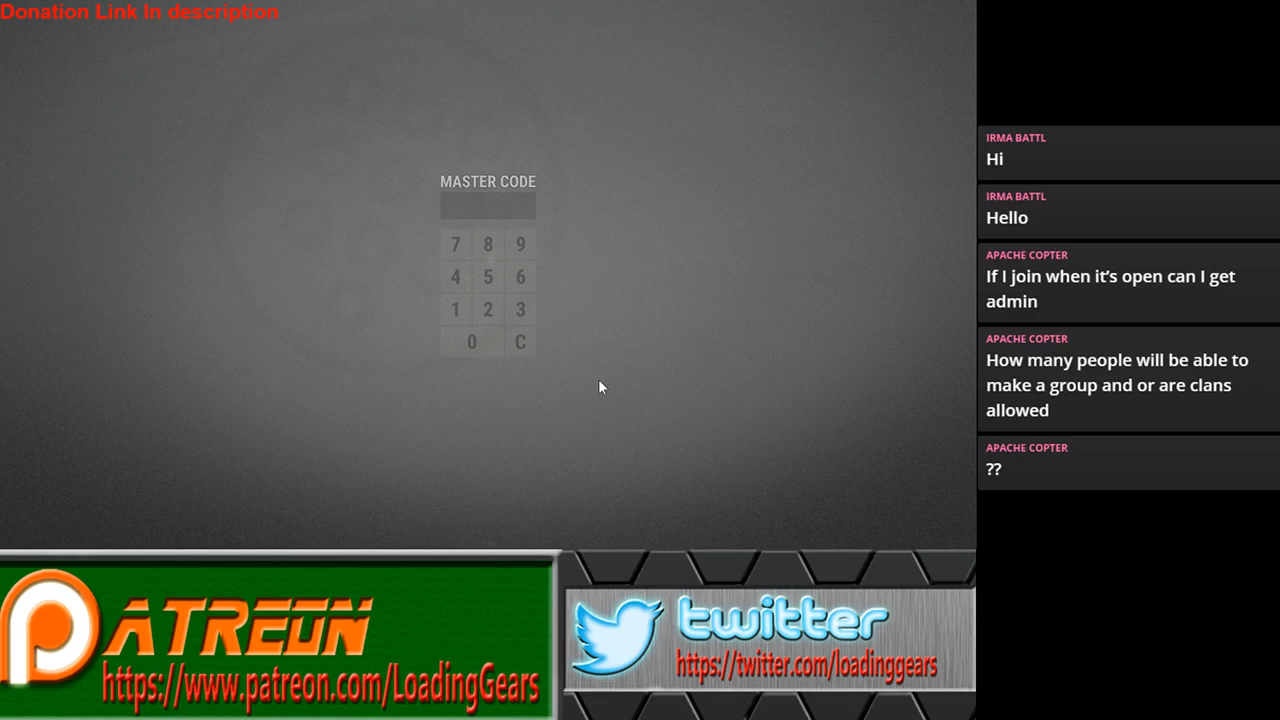 Donation Link In description
MASTER CODE
7 8 9
4 5 6
1 2 3
0 C
IRMA BATTL
Hi
IRMA BATTL
Hello
APACHE COPTER
If I join when it’s open can I get
admin
APACHE COPTER
How many people will be able to
make a group and or are clans
allowed
APACHE COPTER
??
PATREON
https://www.patreon.com/LoadingGears
twitter
https://twitter.com/loadinggears